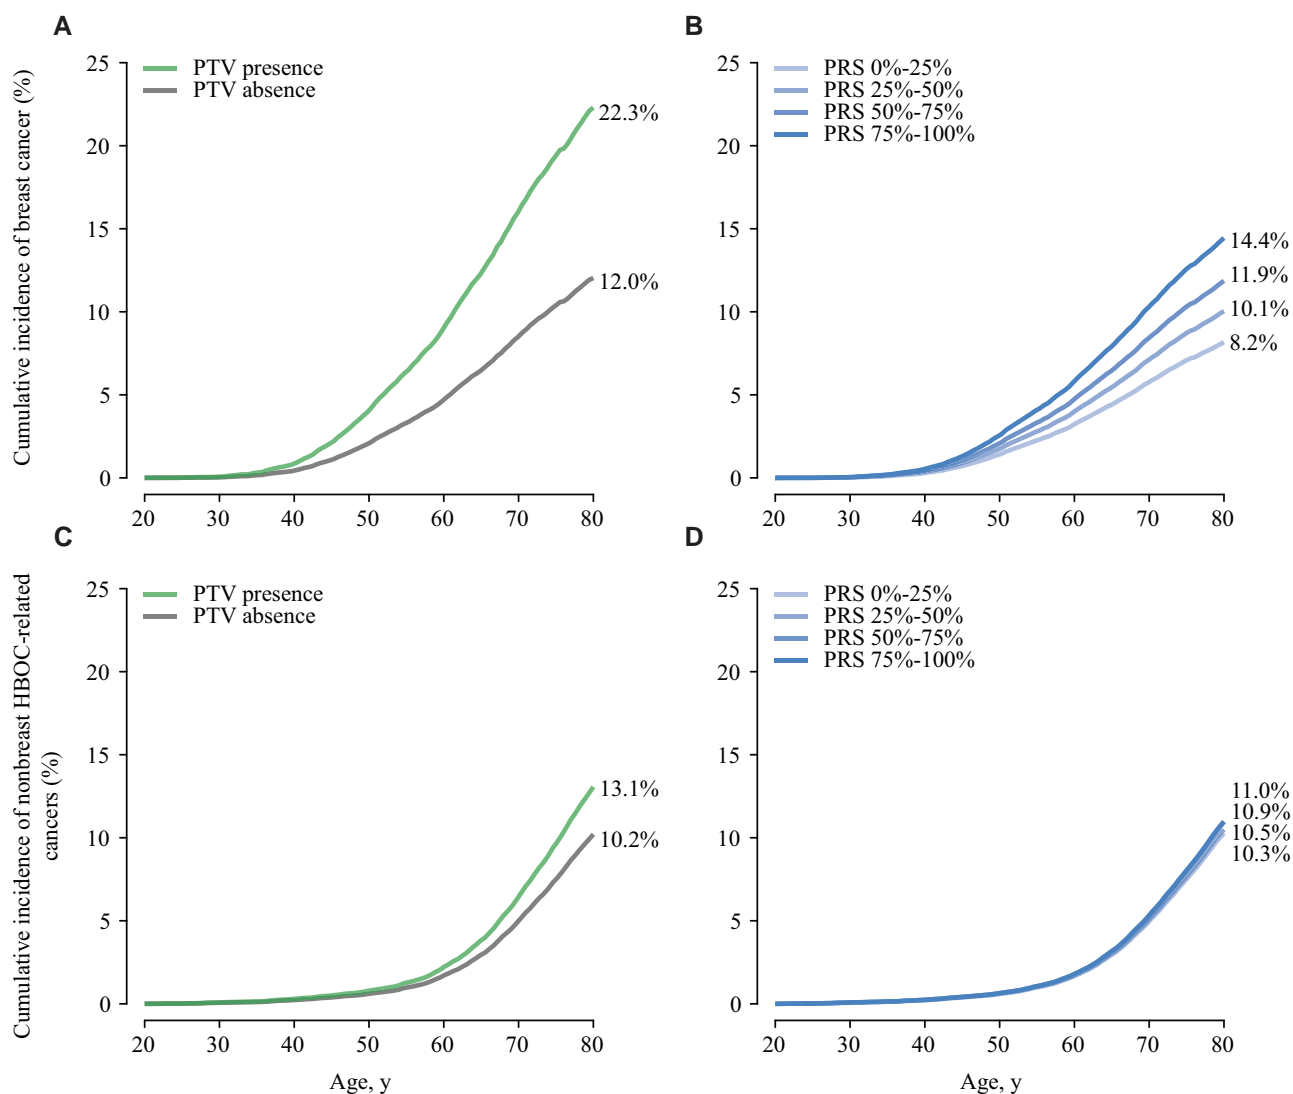 A
Cumulative incidence of breast cancer (%)
25
20
15
10
5
0
PTV presence
PTV absence
22.3%
12.0%
20 30 40 50 60 70 80
B
25
20
15
10
5
0
PRS 0%-25%
PRS 25%-50%
PRS 50%-75%
PRS 75%-100%
14.4%
11.9%
10.1%
8.2%
20 30 40 50 60 70 80
C
Cumulative incidence of nonbreast HBOC-related
cancers (%)
25
20
15
10
5
0
PTV presence
PTV absence
13.1%
10.2%
20 30 40 50 60 70 80
Age, y
D
25
20
15
10
5
0
PRS 0%-25%
PRS 25%-50%
PRS 50%-75%
PRS 75%-100%
11.0%
10.9%
10.5%
10.3%
20 30 40 50 60 70 80
Age, y